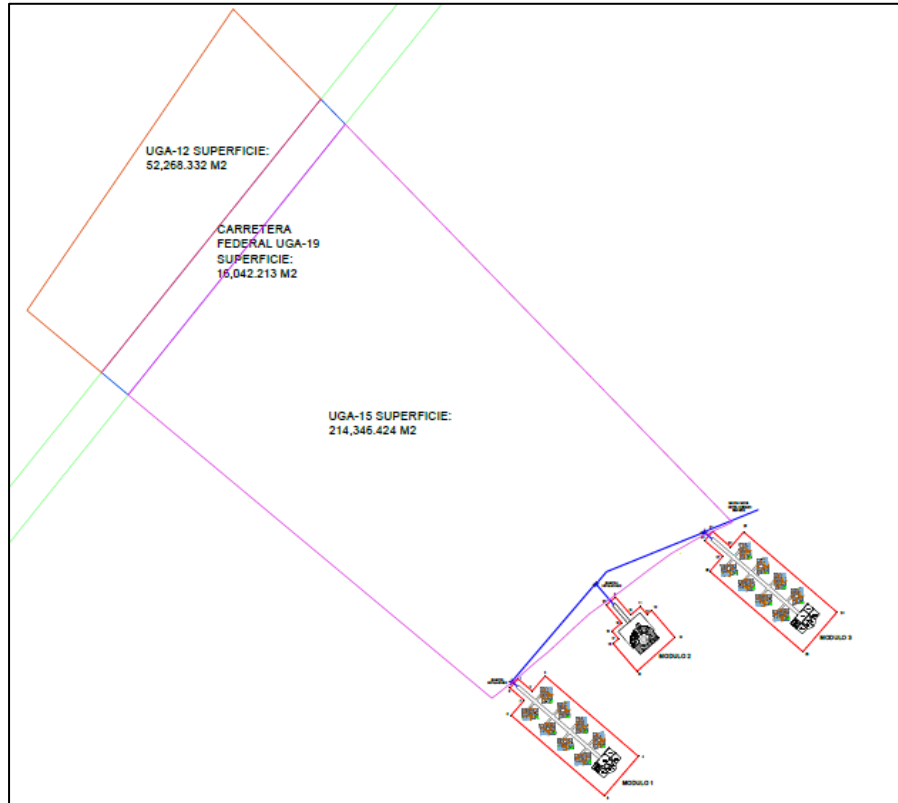 UGA-12 SUPERFICIE:
52,268.332 M2
CARRETERA
FEDERAL UGA-19
SUPERFICIE:
16,042.213 M2
UGA-15 SUPERFICIE:
214,346.424 M2
MODULO 3
MODULO 2
MODULO 1